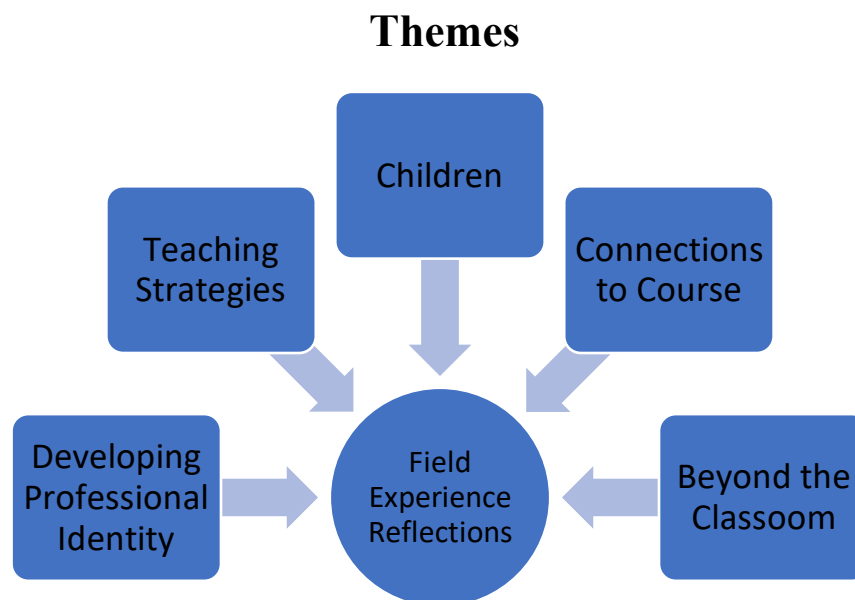 Themes
Children
Teaching
Strategies
Connections
to Course
Developing
Professional
Identity
Field
Experience
Reflections
Beyond the
Classoom